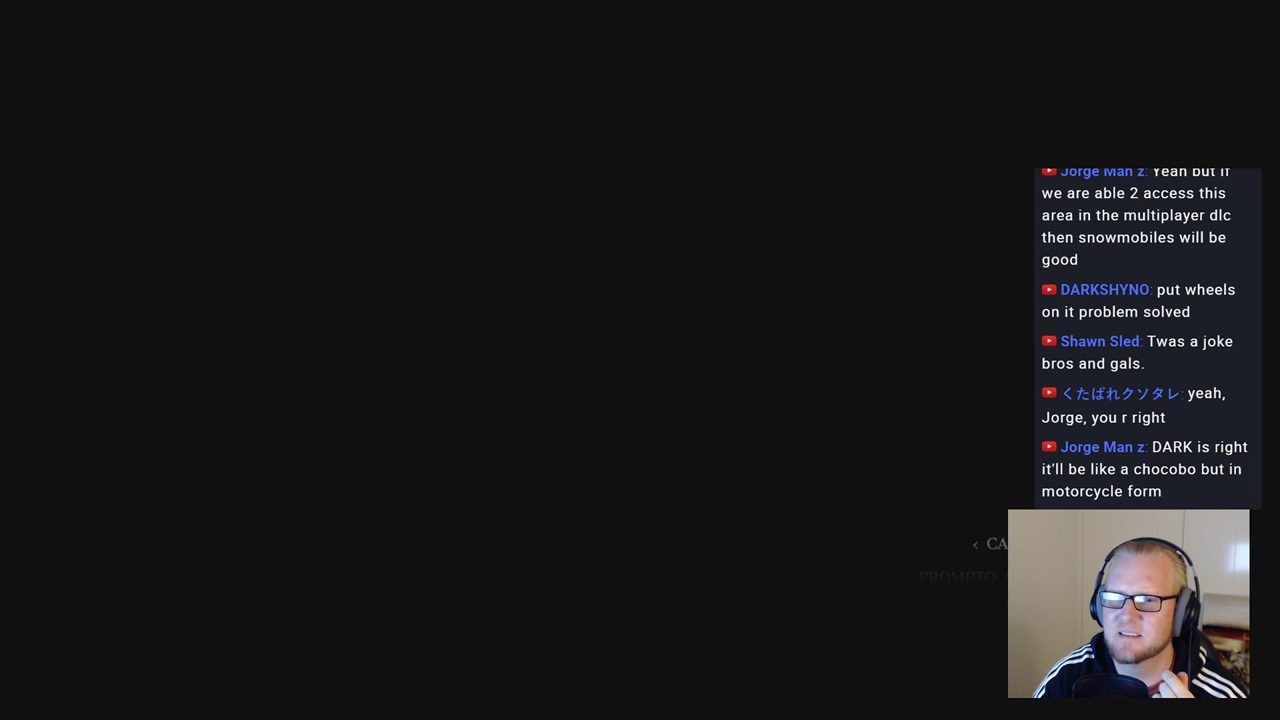 Jorge Man z: Yeah but if
we are able 2 access this
area in the multiplayer dlc
then snowmobiles will be
good
DARKSHYNO: put wheels
on it problem solved
Shawn Sled: Twas a joke
bros and gals.
くたばれクソタレ: yeah,
Jorge, you r right
Jorge Man z: DARK is right
it'll be like a chocobo but in
motorcycle form
‹ CA
PROMPTO